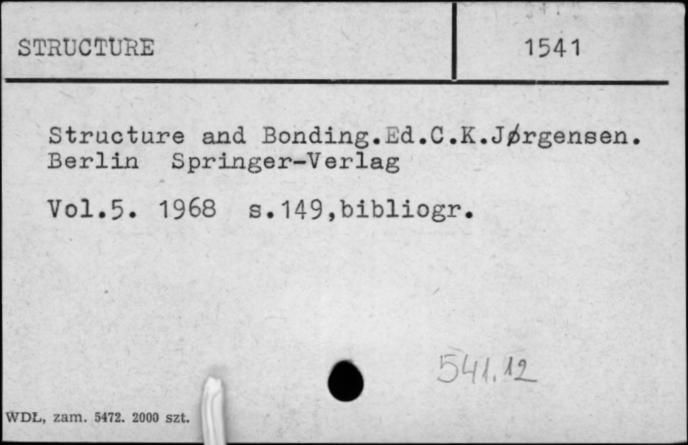 STRUCTURE
1541
Structure and Bonding.Ed.C.K.Jørgensen.
Berlin Springer-Verlag
Vol.5. 1968 s.149,bibliogr.
541.12
WDL, zam. 5472. 2000 szt.